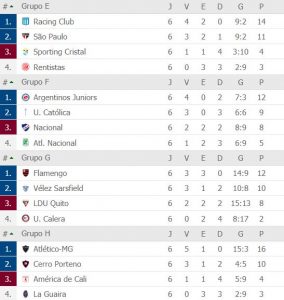 # Grupo E J V E D G P
1. Racing Club 6 4 2 0 9:2 14
2. São Paulo 6 3 2 1 9:2 11
3. Sporting Cristal 6 1 1 4 3:10 4
4. Rentistas 6 0 3 3 2:9 3
# Grupo F J V E D G P
1. Argentinos Juniors 6 4 0 2 7:3 12
2. U. Católica 6 3 0 3 6:6 9
3. Nacional 6 2 2 2 8:9 8
4. Atl. Nacional 6 1 2 3 9:5 5
# Grupo G J V E D G P
1. Flamengo 6 3 3 0 14:9 12
2. Vélez Sarsfield 6 3 1 2 10:8 10
3. LDU Quito 6 2 2 2 15:13 8
4. U. Calera 6 0 2 4 8:17 2
# Grupo H J V E D G P
1. Atlético-MG 6 5 1 0 15:3 16
2. Cerro Porteno 6 3 1 2 4:5 10
3. América de Cali 6 1 1 4 5:9 4
4. La Guaira 6 0 3 3 2:9 3